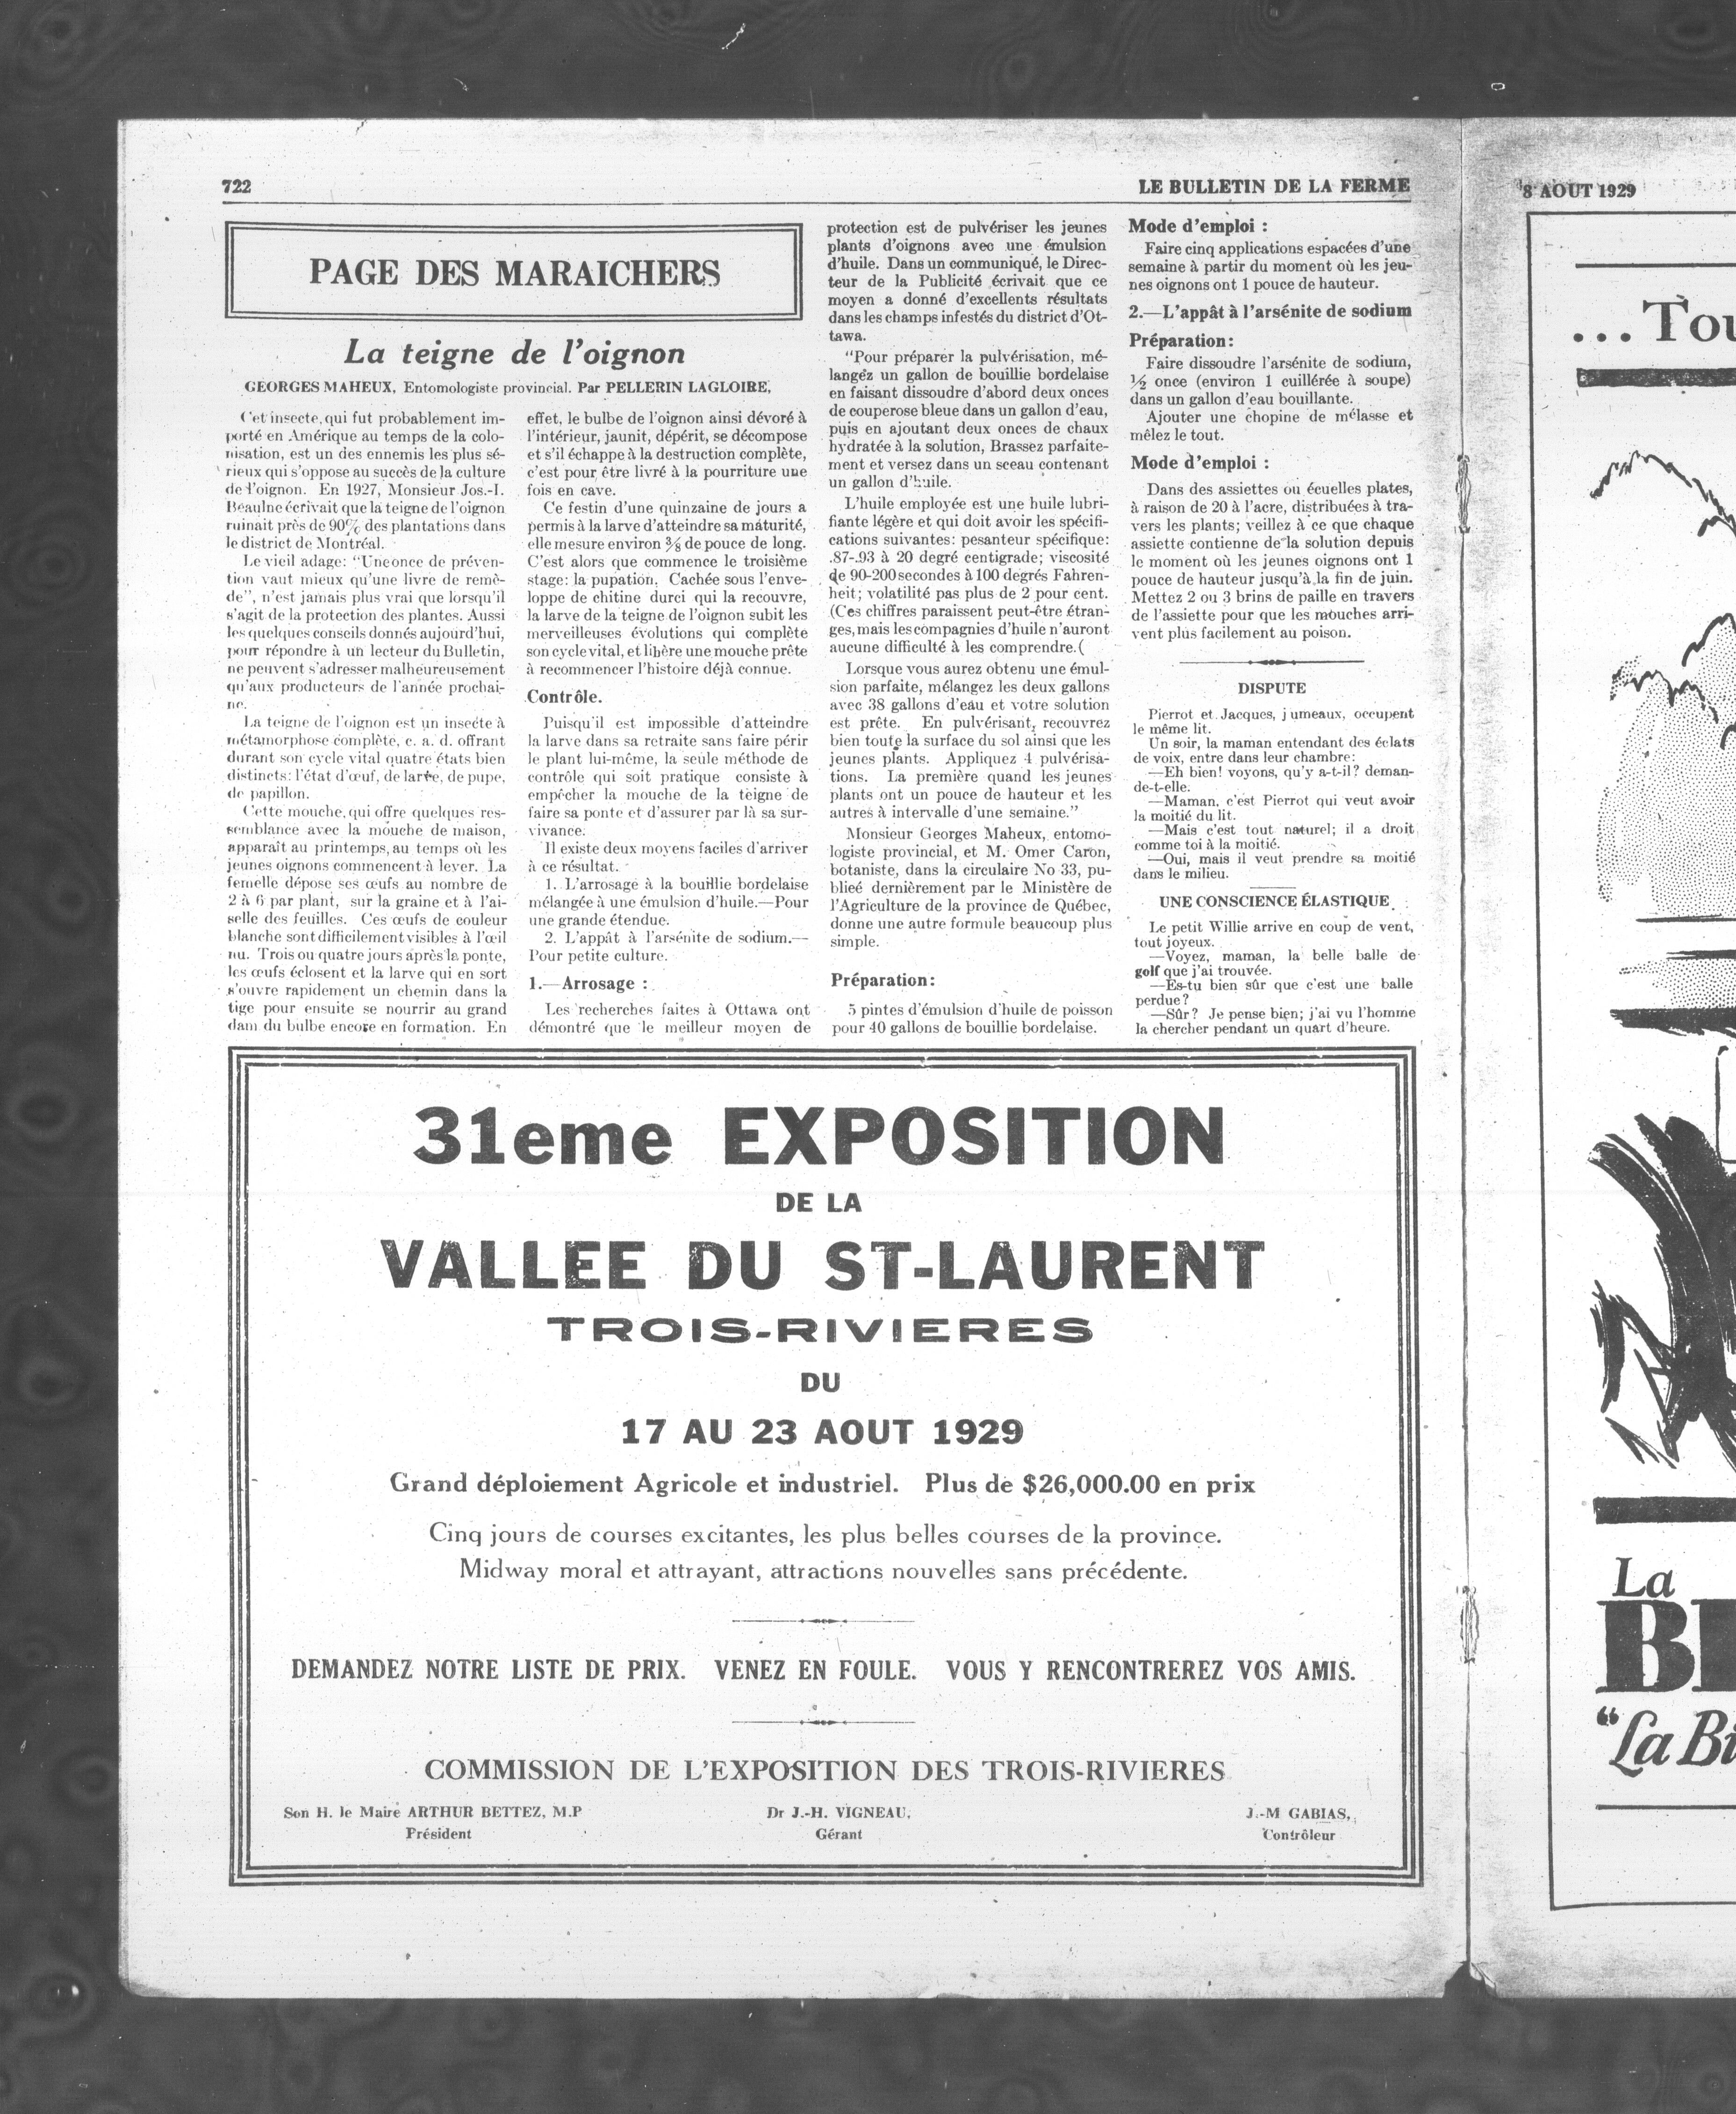 722
LE BULLETIN DE LA FERME
PAGE DES MARAICHERS
La teigne de l'oignon
GEORGES MAHEUX, Entomologiste provincial. Par PELLERIN LAGLOIRE,
Cet insecte, qui fut probablement im-
porté en Amérique au temps de la colo-
nisation, est un des ennemis les plus sé-
rieux qui s'oppose au succès de la culture
de l'oignon. En 1927, Monsieur Jos.-I.
Beaulne écrivait que la teigne de l'oignon
ruinait près de 90% des plantations dans
le district de Montréal.
Le vieil adage: "Une once de préven-
tion vaut mieux qu'une livre de remè-
de", n'est jamais plus vrai que lorsqu'il
s'agit de la protection des plantes. Aussi
les quelques conseils donnés aujourd'hui,
pour répondre à un lecteur du Bulletin,
ne peuvent s'adresser malheureusement
qu'aux producteurs de l'année prochai-
ne.
La teigne de l'oignon est un insecte à
métamorphose complète, c. a. d. offrant
durant son cycle vital quatre états bien
distincts: l'état d'œuf, de larve, de pupe,
de papillon.
Cette mouche, qui offre quelques res-
semblance avec la mouche de maison,
apparaît au printemps, au temps où les
jeunes oignons commencent à lever. La
femelle dépose ses œufs au nombre de
2 à 6 par plant, sur la graine et à l'ai-
selle des feuilles. Ces œufs de couleur
blanche sont difficilement visibles à l'œil
nu. Trois ou quatre jours après la ponte,
les œufs éclosent et la larve qui en sort
s'ouvre rapidement un chemin dans la
tige pour ensuite se nourrir au grand
dam du bulbe encore en formation. En
effet, le bulbe de l'oignon ainsi dévoré à
l'intérieur, jaunit, dépérit, se décompose
et s'il échappe à la destruction complète,
c'est pour être livré à la pourriture une
fois en cave.
Ce festin d'une quinzaine de jours a
permis à la larve d'atteindre sa maturité,
elle mesure environ ⅜ de pouce de long.
C'est alors que commence le troisième
stage: la pupation. Cachée sous l'enve-
loppe de chitine durci qui la recouvre,
la larve de la teigne de l'oignon subit les
merveilleuses évolutions qui complète
son cycle vital, et libère une mouche prête
à recommencer l'histoire déjà connue.
Contrôle.
Puisqu'il est impossible d'atteindre
la larve dans sa retraite sans faire périr
le plant lui-même, la seule méthode de
contrôle qui soit pratique consiste à
empêcher la mouche de la teigne de
faire sa ponte et d'assurer par là sa sur-
vivance.
Il existe deux moyens faciles d'arriver
à ce résultat.
1. L'arrosage à la bouillie bordelaise
mélangée à une émulsion d'huile.—Pour
une grande étendue.
2. L'appât à l'arsénite de sodium.—
Pour petite culture.
1.—Arrosage :
Les recherches faites à Ottawa ont
démontré que le meilleur moyen de
protection est de pulvériser les jeunes
plants d'oignons avec une émulsion
d'huile. Dans un communiqué, le Direc-
teur de la Publicité écrivait que ce
moyen a donné d'excellents résultats
dans les champs infestés du district d'Ot-
tawa.
"Pour préparer la pulvérisation, mé-
langez un gallon de bouillie bordelaise
en faisant dissoudre d'abord deux onces
de couperose bleue dans un gallon d'eau,
puis en ajoutant deux onces de chaux
hydratée à la solution, Brassez parfaite-
ment et versez dans un sceau contenant
un gallon d'huile.
L'huile employée est une huile lubri-
fiante légère et qui doit avoir les spécifi-
cations suivantes: pesanteur spécifique:
.87-.93 à 20 degré centigrade; viscosité
de 90-200 secondes à 100 degrés Fahren-
heit; volatilité pas plus de 2 pour cent.
(Ces chiffres paraissent peut-être étran-
ges, mais les compagnies d'huile n'auront
aucune difficulté à les comprendre.(
Lorsque vous aurez obtenu une émul-
sion parfaite, mélangez les deux gallons
avec 38 gallons d'eau et votre solution
est prête. En pulvérisant, recouvrez
bien toute la surface du sol ainsi que les
jeunes plants. Appliquez 4 pulvérisa-
tions. La première quand les jeunes
plants ont un pouce de hauteur et les
autres à intervalle d'une semaine."
Monsieur Georges Maheux, entomo-
logiste provincial, et M. Omer Caron,
botaniste, dans la circulaire No 33, pu-
blieé dernièrement par le Ministère de
l'Agriculture de la province de Québec,
donne une autre formule beaucoup plus
simple.
Préparation:
5 pintes d'émulsion d'huile de poisson
pour 40 gallons de bouillie bordelaise.
Mode d'emploi :
Faire cinq applications espacées d'une
semaine à partir du moment où les jeu-
nes oignons ont 1 pouce de hauteur.
2.—L'appât à l'arsénite de sodium
Préparation:
Faire dissoudre l'arsénite de sodium,
½ once (environ 1 cuillérée à soupe)
dans un gallon d'eau bouillante.
Ajouter une chopine de mélasse et
mêlez le tout.
Mode d'emploi :
Dans des assiettes ou écuelles plates,
à raison de 20 à l'acre, distribuées à tra-
vers les plants; veillez à ce que chaque
assiette contienne de la solution depuis
le moment où les jeunes oignons ont 1
pouce de hauteur jusqu'à la fin de juin.
Mettez 2 ou 3 brins de paille en travers
de l'assiette pour que les mouches arri-
vent plus facilement au poison.
DISPUTE
Pierrot et Jacques, jumeaux, occupent
le même lit.
Un soir, la maman entendant des éclats
de voix, entre dans leur chambre:
—Eh bien! voyons, qu'y a-t-il? deman-
de-t-elle.
—Maman, c'est Pierrot qui veut avoir
la moitié du lit.
—Mais c'est tout naturel; il a droit
comme toi à la moitié.
—Oui, mais il veut prendre sa moitié
dans le milieu.
UNE CONSCIENCE ÉLASTIQUE
Le petit Willie arrive en coup de vent,
tout joyeux.
—Voyez, maman, la belle balle de
golf que j'ai trouvée.
—Es-tu bien sûr que c'est une balle
perdue?
—Sûr? Je pense bien; j'ai vu l'homme
la chercher pendant un quart d'heure.
31eme EXPOSITION
DE LA
VALLEE DU ST-LAURENT
TROIS-RIVIERES
DU
17 AU 23 AOUT 1929
Grand déploiement Agricole et industriel. Plus de $26,000.00 en prix
Cinq jours de courses excitantes, les plus belles courses de la province.
Midway moral et attrayant, attractions nouvelles sans précédente.
DEMANDEZ NOTRE LISTE DE PRIX. VENEZ EN FOULE. VOUS Y RENCONTREREZ VOS AMIS.
COMMISSION DE L'EXPOSITION DES TROIS-RIVIERES
Son H. le Maire ARTHUR BETTEZ, M.P
Président
Dr J.-H. VIGNEAU,
Gérant
J.-M GABIAS,
Contrôleur
8 AOUT 1929
...Tou
La
"La Bi